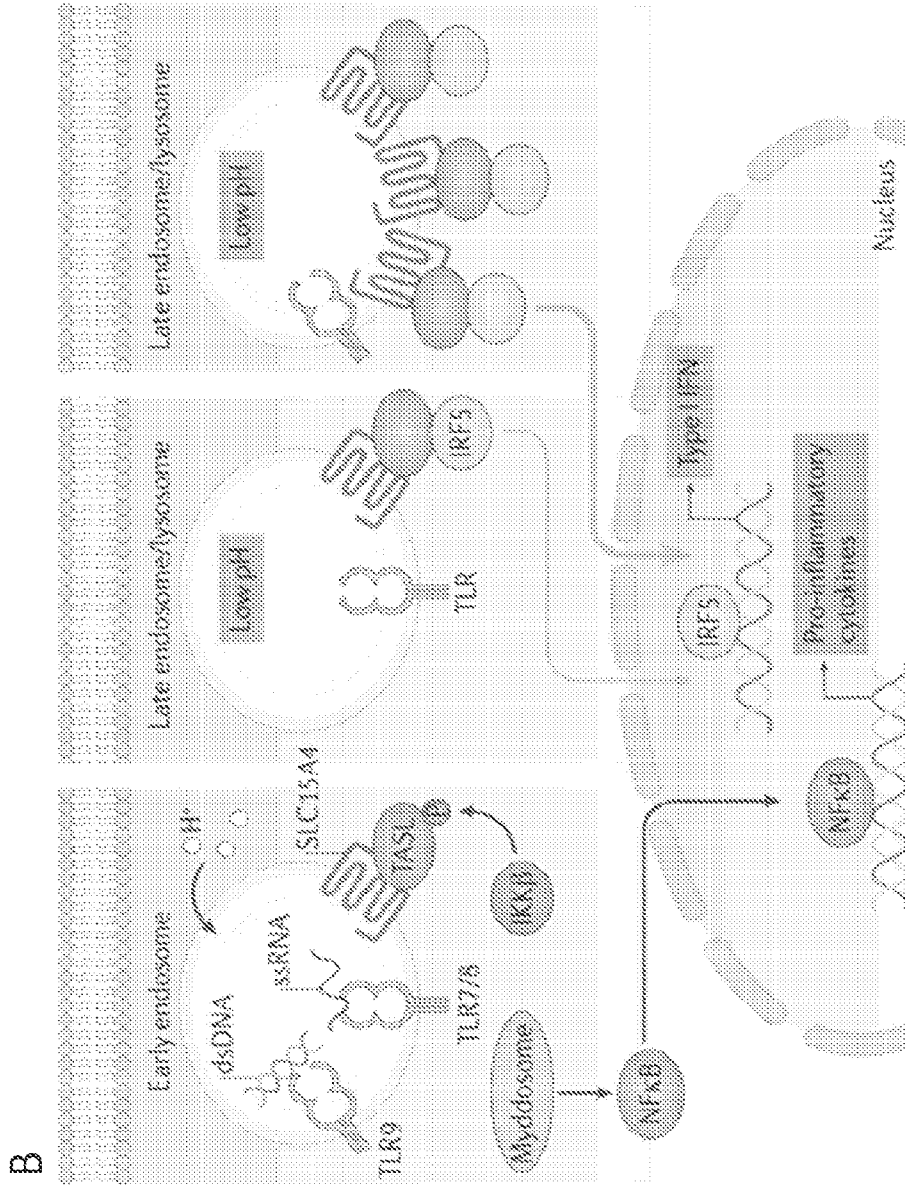 B
Early endosome
Late endosome/lysosome
Late endosome/lysosome
H⁺
Low pH
Low pH
dsDNA
ssRNA
SLC15A4
TASL
P
TLR9
TLR7/8
TLR
IRF5
IKKβ
Myddosome
NFκB
Type I IFN
IRF5
Pro-inflammatory
cytokines
NFκB
Nucleus